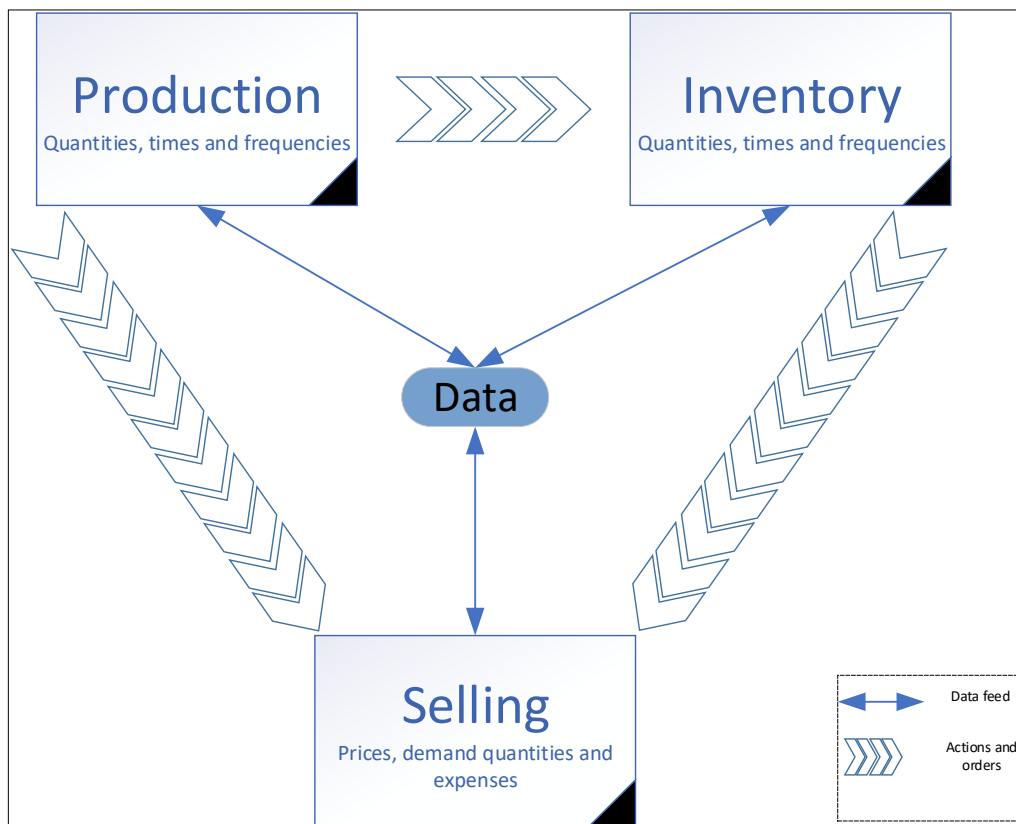 Production
Quantities, times and frequencies
Inventory
Quantities, times and frequencies
Data
Selling
Prices, demand quantities and
expenses
Data feed
Actions and
orders